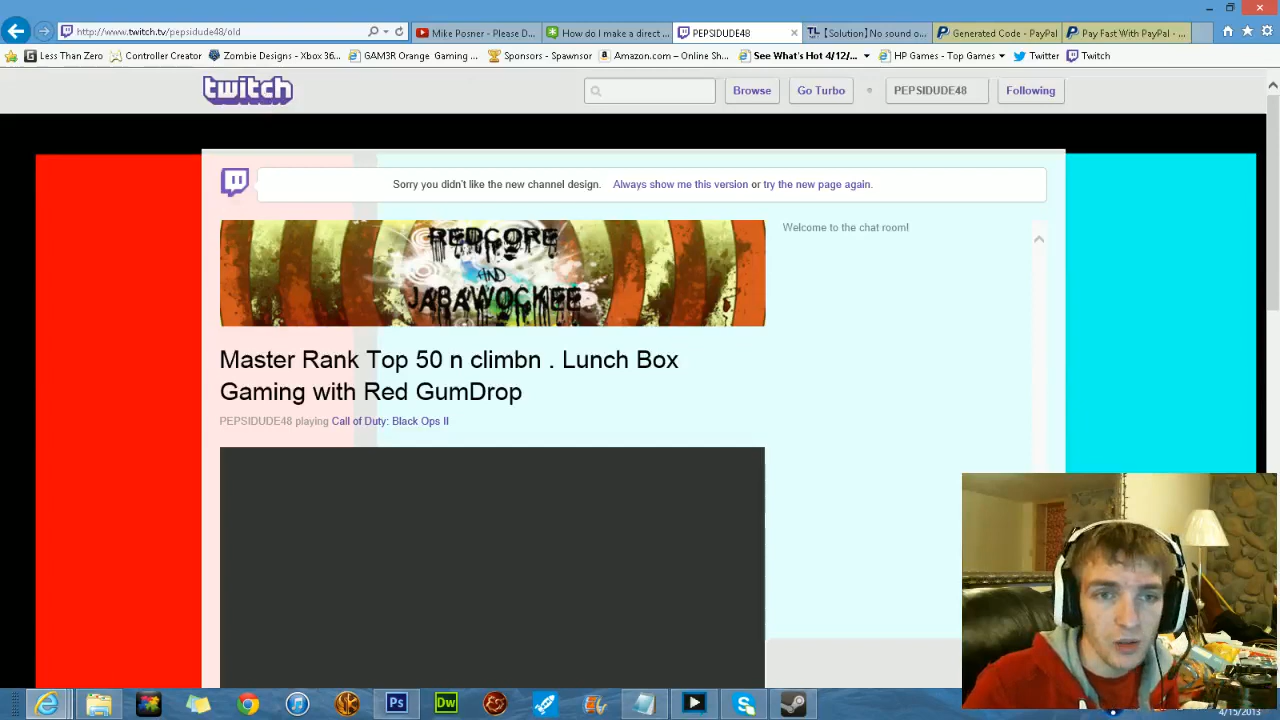 http://www.twitch.tv/pepsidude48/old
Mike Posner - Please D...
How do I make a direct ...
PEPSIDUDE48
[Solution] No sound o...
Generated Code - PayPal
Pay Fast With PayPal - ...
Less Than Zero
Controller Creator
Zombie Designs - Xbox 36...
GAM3R Orange Gaming ...
Sponsors - Spawnsor
Amazon.com – Online Sh...
See What's Hot 4/12/...
HP Games - Top Games
Twitter
Twitch
twitch
Browse
Go Turbo
PEPSIDUDE48
Following
Sorry you didn't like the new channel design. Always show me this version or try the new page again.
REDCORE
AND
JABAWOCKEE
Welcome to the chat room!
Master Rank Top 50 n climbn . Lunch Box
Gaming with Red GumDrop
PEPSIDUDE48 playing Call of Duty: Black Ops II
Ps
Dw
4/15/2013